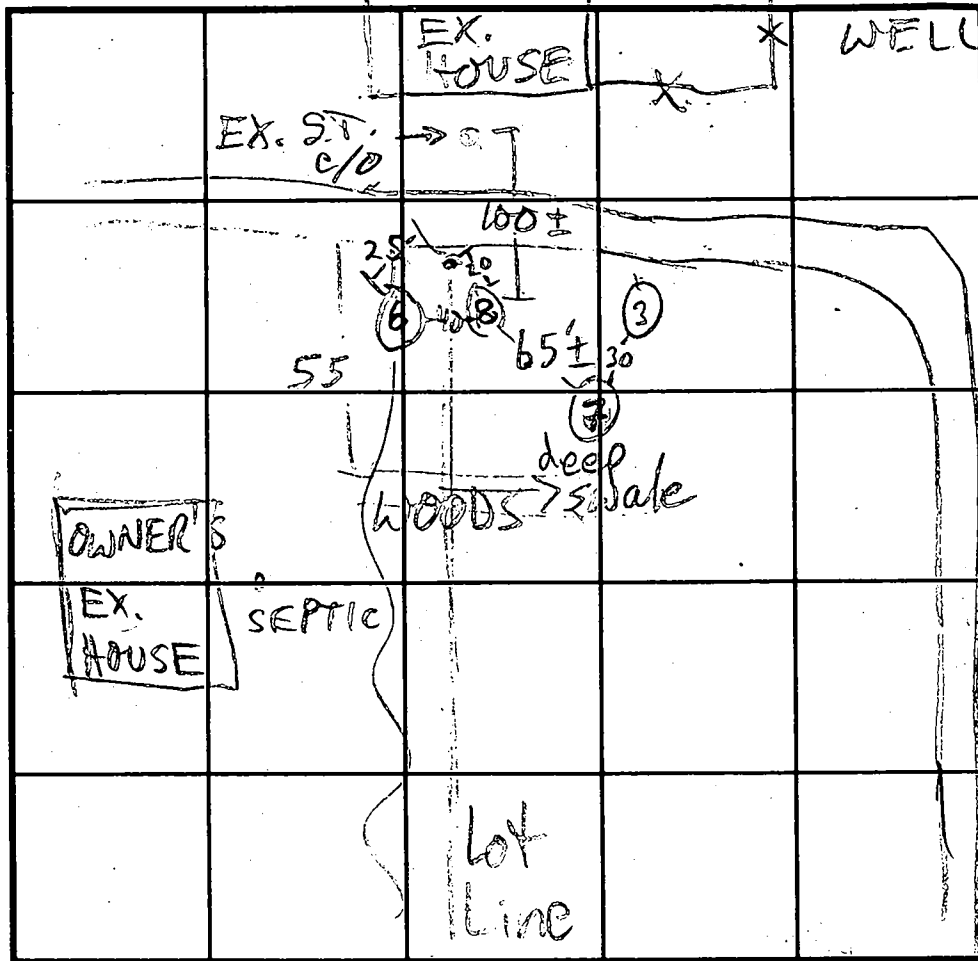 EX.
HOUSE
* WELL
X
EX. S.T. →
c/o
100 ±
25'
20
6
40
8
3
65'±
30
55
7
deep
WOODS > Swale
OWNER'S
EX.
HOUSE
SEPTIC
Lot
Line